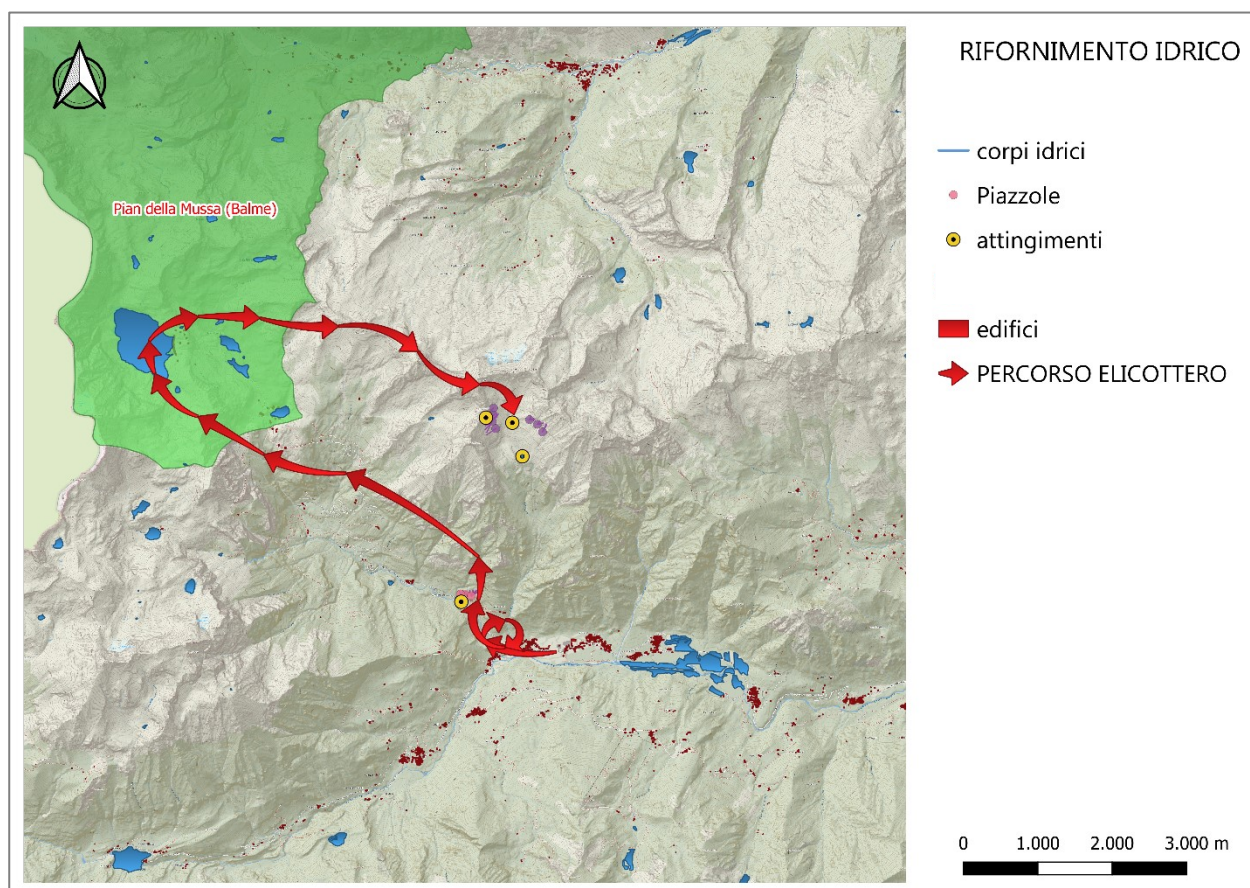 RIFORNIMENTO IDRICO
corpi idrici
Piazzole
attingimenti
edifici
PERCORSO ELICOTTERO
Pian della Mussa (Balme)
0 1.000 2.000 3.000 m